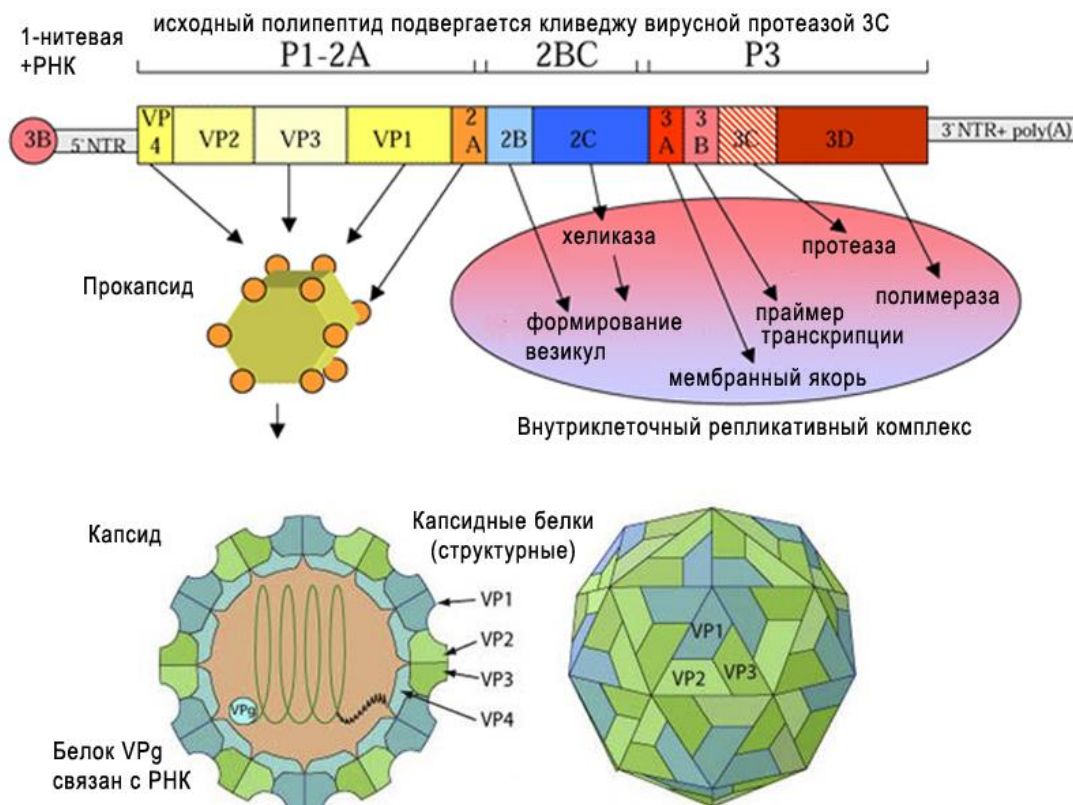 исходный полипептид подвергается кливеджу вирусной протеазой 3С
1-нитевая
+РНК
P1-2A
2BC
P3
3B
5`NTR
VP
4
VP2
VP3
VP1
2
A
2B
2C
3
A
3
B
3C
3D
3`NTR+ poly(A)
Прокапсид
хеликаза
протеаза
формирование
везикул
праймер
транскрипции
полимераза
мембранный якорь
Внутриклеточный репликативный комплекс
Капсид
Капсидные белки
(структурные)
VP1
VP2
VP3
VP4
VPg
Белок VPg
связан с РНК
VP1
VP2
VP3